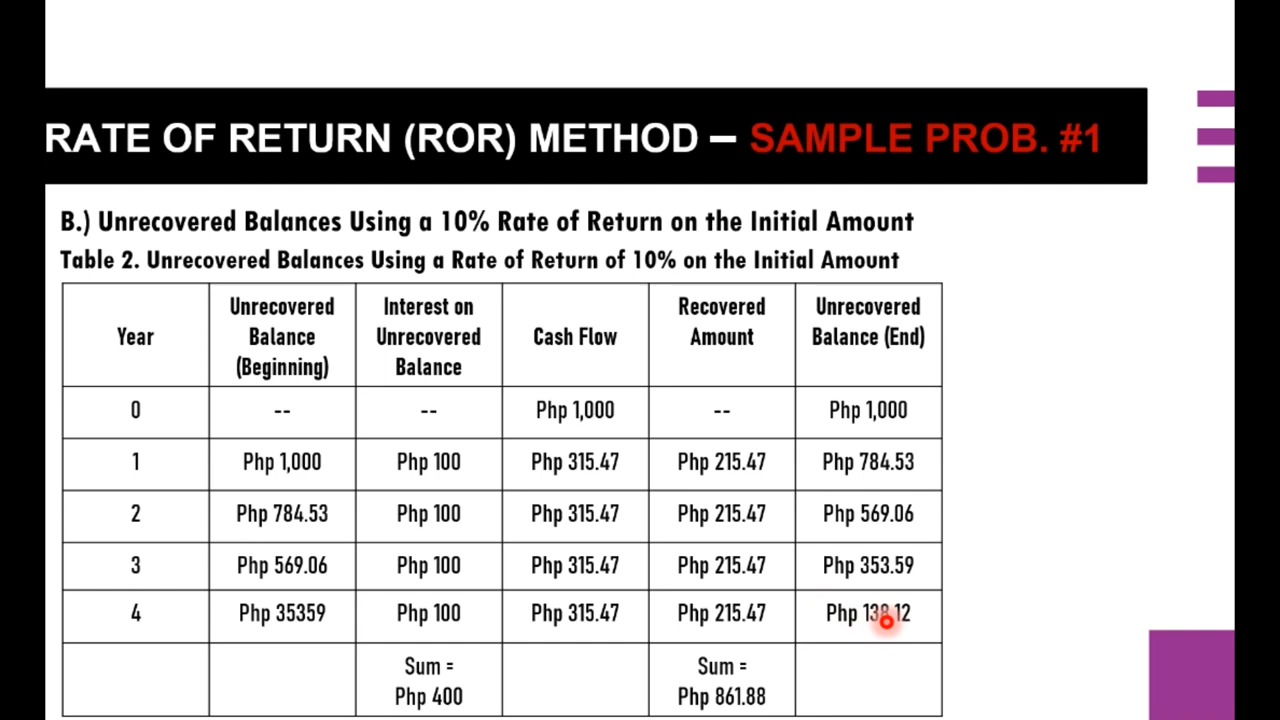 RATE OF RETURN (ROR) METHOD – SAMPLE PROB. #1
B.) Unrecovered Balances Using a 10% Rate of Return on the Initial Amount
Table 2. Unrecovered Balances Using a Rate of Return of 10% on the Initial Amount
Year
Unrecovered
Balance
(Beginning)
Interest on
Unrecovered
Balance
Cash Flow
Recovered
Amount
Unrecovered
Balance (End)
0 -- -- Php 1,000 -- Php 1,000
1 Php 1,000 Php 100 Php 315.47 Php 215.47 Php 784.53
2 Php 784.53 Php 100 Php 315.47 Php 215.47 Php 569.06
3 Php 569.06 Php 100 Php 315.47 Php 215.47 Php 353.59
4 Php 35359 Php 100 Php 315.47 Php 215.47 Php 138.12
Sum =
Php 400
Sum =
Php 861.88